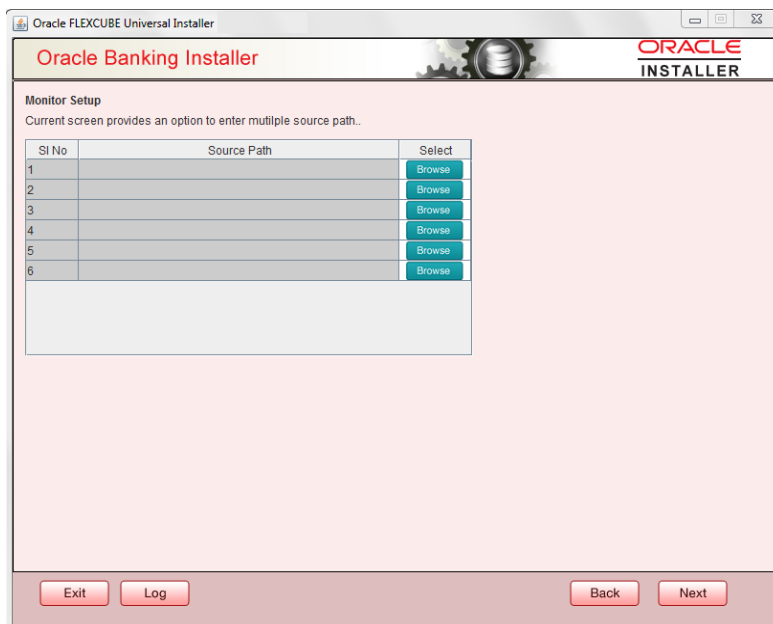 Oracle FLEXCUBE Universal Installer
Oracle Banking Installer
ORACLE
INSTALLER
Monitor Setup
Current screen provides an option to enter mutilple source path..
Sl No Source Path Select
1 Browse
2 Browse
3 Browse
4 Browse
5 Browse
6 Browse
Exit Log Back Next